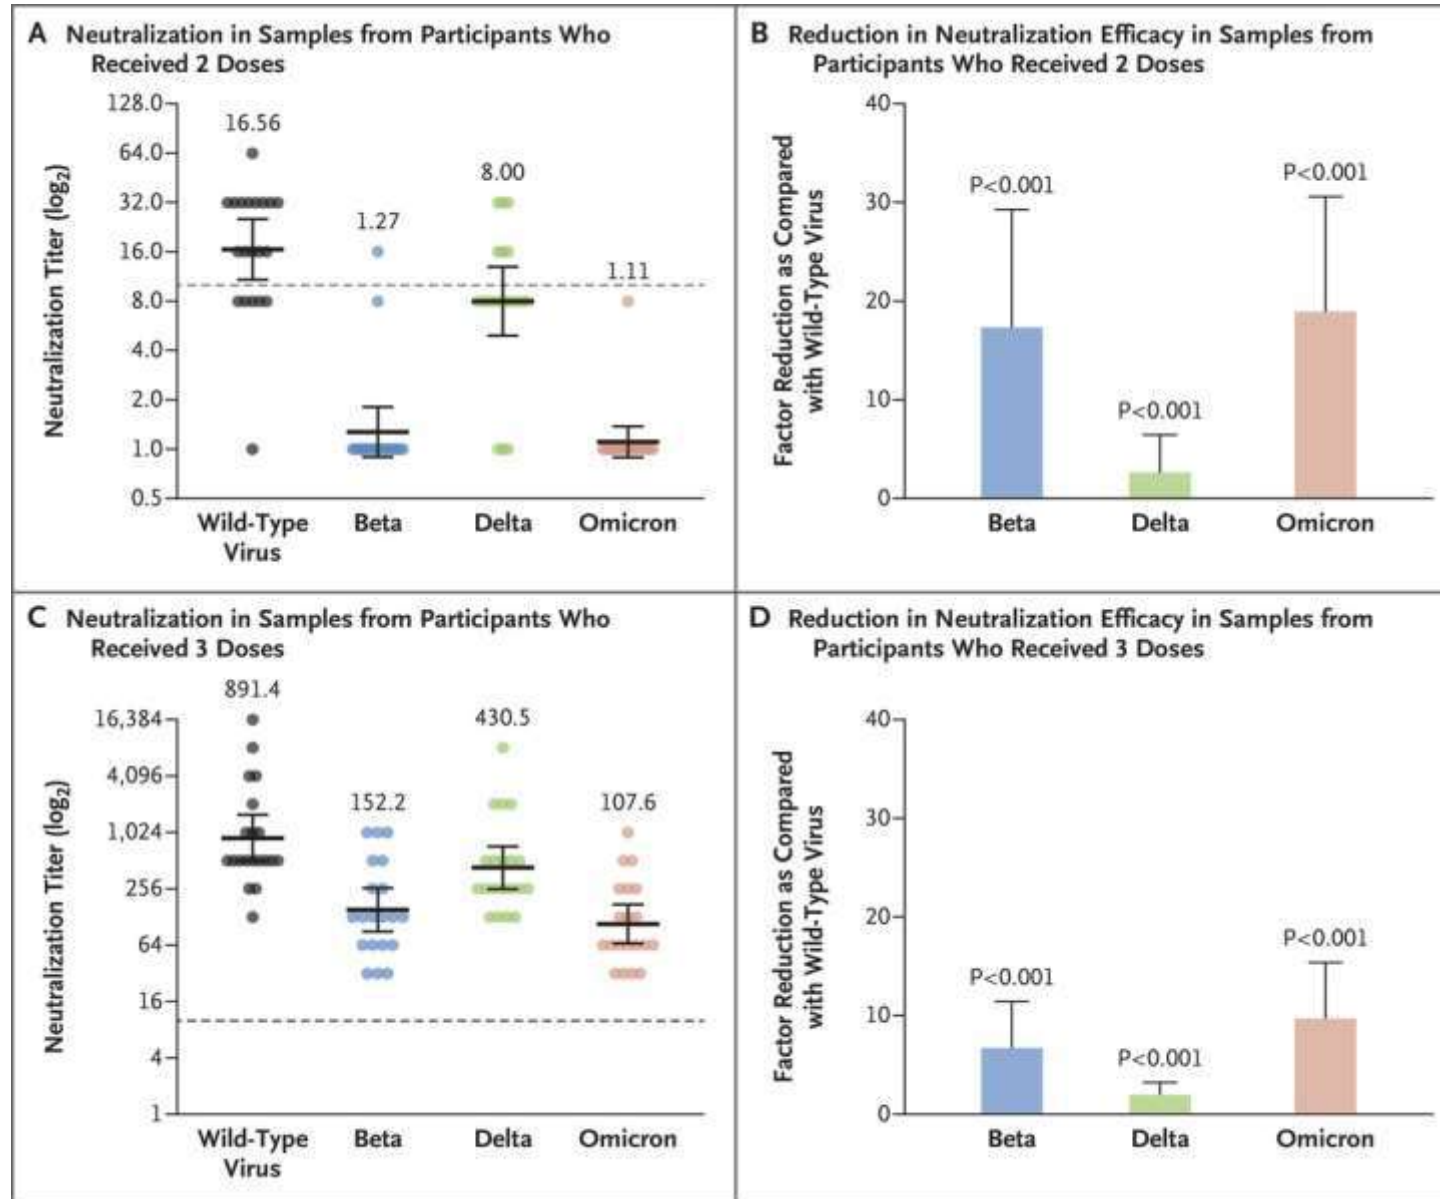 A Neutralization in Samples from Participants Who
Received 2 Doses
Neutralization Titer (log2)
128.0
64.0
32.0
16.0
8.0
4.0
2.0
1.0
0.5
16.56
1.27
8.00
1.11
Wild-Type
Virus
Beta
Delta
Omicron
B Reduction in Neutralization Efficacy in Samples from
Participants Who Received 2 Doses
Factor Reduction as Compared
with Wild-Type Virus
40
30
20
10
0
P<0.001
P<0.001
P<0.001
Beta
Delta
Omicron
C Neutralization in Samples from Participants Who
Received 3 Doses
Neutralization Titer (log2)
16,384
4,096
1,024
256
64
16
4
1
891.4
152.2
430.5
107.6
Wild-Type
Virus
Beta
Delta
Omicron
D Reduction in Neutralization Efficacy in Samples from
Participants Who Received 3 Doses
Factor Reduction as Compared
with Wild-Type Virus
40
30
20
10
0
P<0.001
P<0.001
P<0.001
Beta
Delta
Omicron